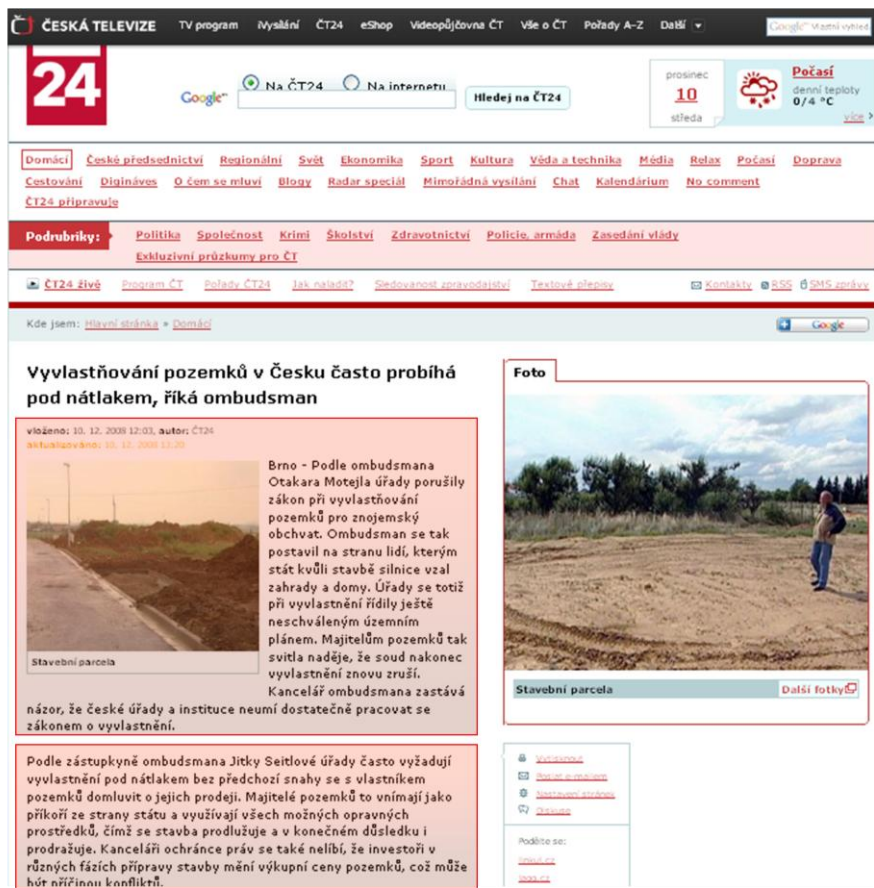 ČESKÁ TELEVIZE TV program iVysílání ČT24 eShop Videopůjčovna ČT Vše o ČT Pořady A–Z Další
Google™ Vlastní vyhled
24
Google™ Na ČT24 Na internetu
Hledej na ČT24
prosinec
10
středa
Počasí
denní teploty
0/4 °C
více
Domácí České předsednictví Regionální Svět Ekonomika Sport Kultura Věda a technika Média Relax Počasí Doprava
Cestování Digináves O čem se mluví Blogy Radar speciál Mimořádná vysílání Chat Kalendárium No comment
ČT24 připravuje
Podrubriky: Politika Společnost Krimi Školství Zdravotnictví Policie, armáda Zasedání vlády
Exkluzivní průzkumy pro ČT
ČT24 živě Program ČT Pořady ČT24 Jak naladit? Sledovanost zpravodajství Textové přepisy Kontakty RSS SMS zprávy
Kde jsem: Hlavní stránka » Domácí
Google
Vyvlastňování pozemků v Česku často probíhá
pod nátlakem, říká ombudsman
vloženo: 10. 12. 2008 12:03, autor: ČT24
aktualizováno: 10. 12. 2008
Brno - Podle ombudsmana
Otakara Motejla úřady porušily
zákon při vyvlastňování
pozemků pro znojemský
obchvat. Ombudsman se tak
postavil na stranu lidí, kterým
stát kvůli stavbě silnice vzal
zahrady a domy. Úřady se totiž
při vyvlastnění řídily ještě
neschváleným územním
plánem. Majitelům pozemků tak
svitla naděje, že soud nakonec
vyvlastnění znovu zruší.
Kancelář ombudsmana zastává
názor, že české úřady a instituce neumí dostatečně pracovat se
zákonem o vyvlastnění.
Stavební parcela
Podle zástupkyně ombudsmana Jitky Seitlové úřady často vyžadují
vyvlastnění pod nátlakem bez předchozí snahy se s vlastníkem
pozemků domluvit o jejich prodeji. Majitelé pozemků to vnímají jako
příkoří ze strany státu a využívají všech možných opravných
prostředků, čímž se stavba prodlužuje a v konečném důsledku i
prodražuje. Kanceláři ochránce práv se také nelíbí, že investoři v
různých fázích přípravy stavby mění výkupní ceny pozemků, což může
být příčinou konfliktů.
Foto
Stavební parcela Další fotky
Vytisknout
Poslat e-mailem
Nastavení stránek
Diskuse
Podělte se:
linkuj.cz
jagg.cz